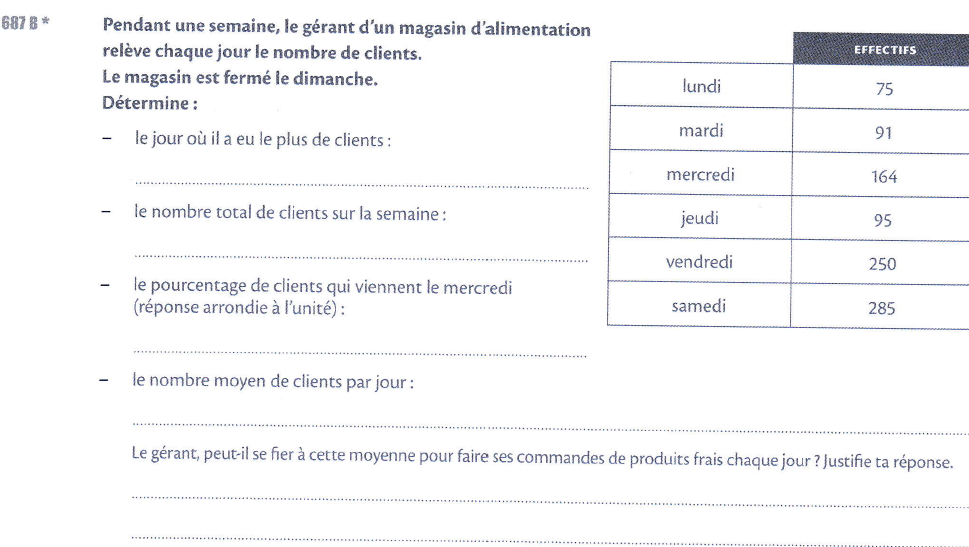 687 B *
Pendant une semaine, le gérant d'un magasin d'alimentation
relève chaque jour le nombre de clients.
Le magasin est fermé le dimanche.
Détermine :
– le jour où il a eu le plus de clients :
– le nombre total de clients sur la semaine :
– le pourcentage de clients qui viennent le mercredi
(réponse arrondie à l'unité) :
– le nombre moyen de clients par jour :
Le gérant, peut-il se fier à cette moyenne pour faire ses commandes de produits frais chaque jour ? Justifie ta réponse.
EFFECTIFS
lundi 75
mardi 91
mercredi 164
jeudi 95
vendredi 250
samedi 285